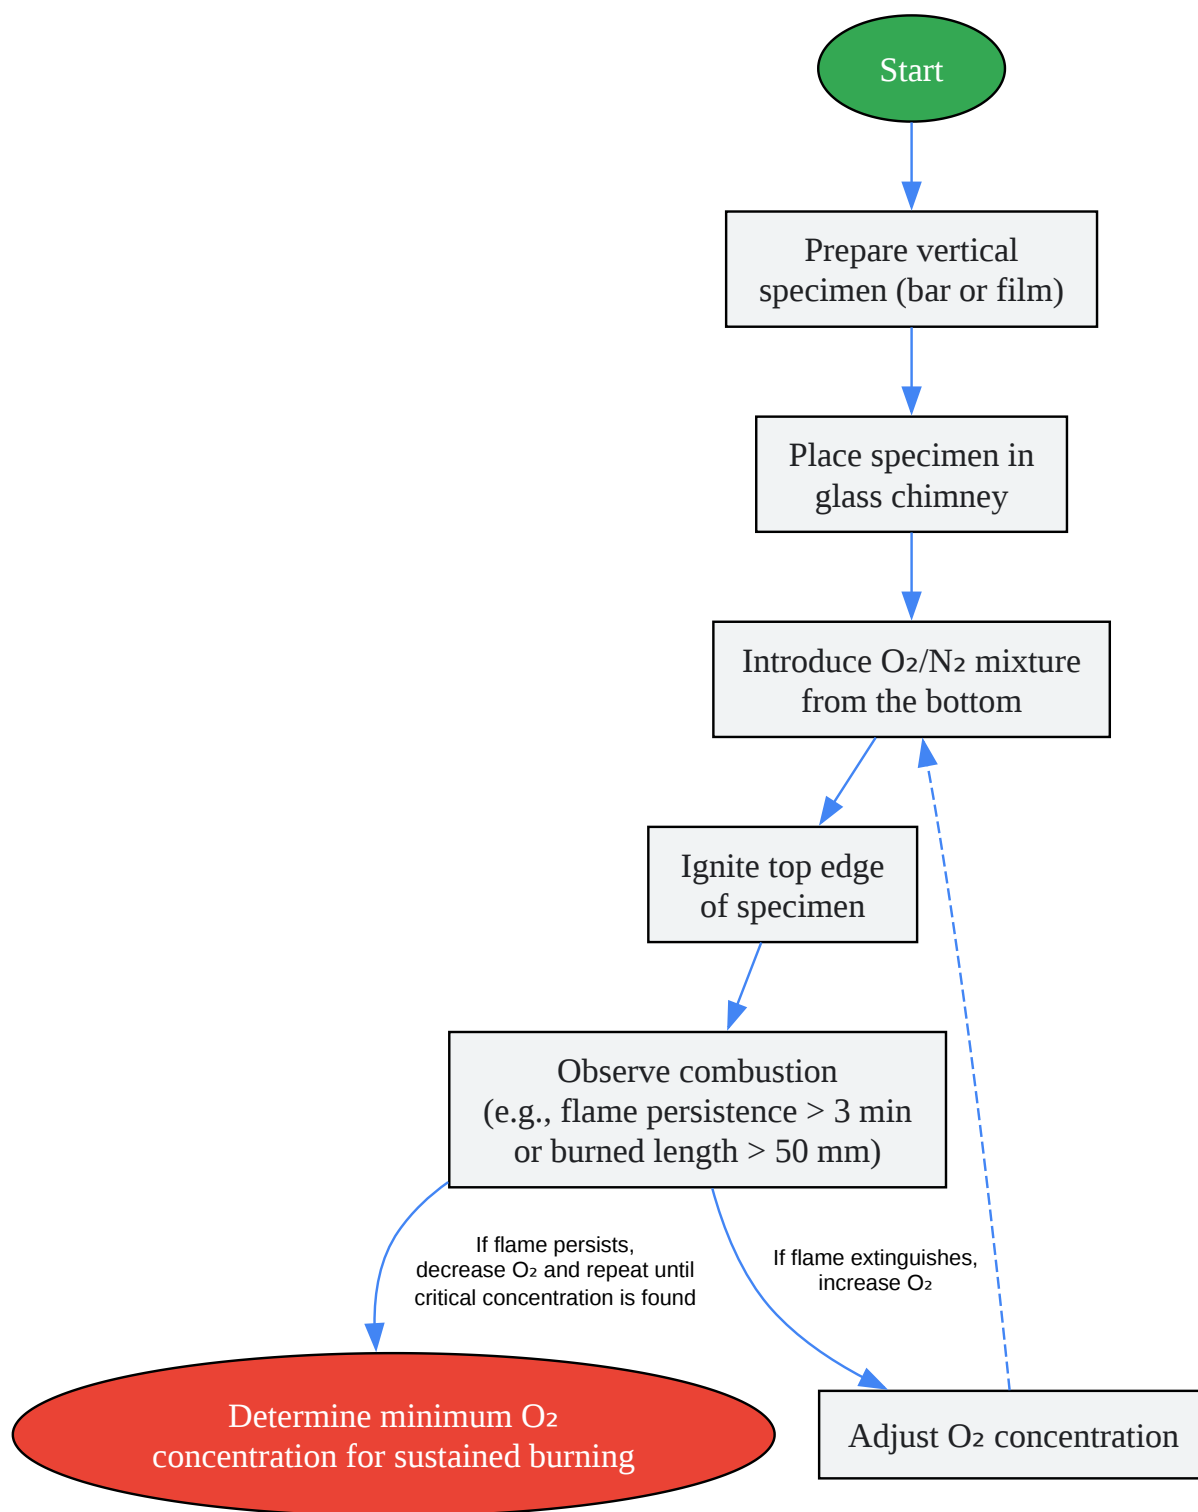 Start
Prepare vertical
specimen (bar or film)
Place specimen in
glass chimney
Introduce O₂/N₂ mixture
from the bottom
Ignite top edge
of specimen
Observe combustion
(e.g., flame persistence > 3 min
or burned length > 50 mm)
If flame persists,
decrease O₂ and repeat until
critical concentration is found
If flame extinguishes,
increase O₂
Determine minimum O₂
concentration for sustained burning
Adjust O₂ concentration